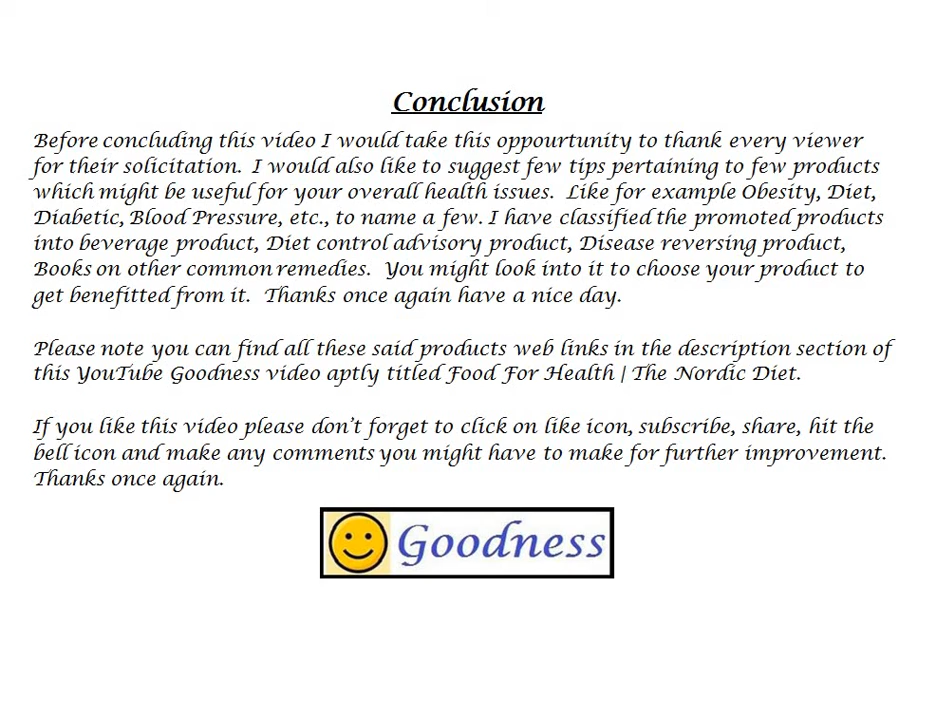 Conclusion
Before concluding this video I would take this oppourtunity to thank every viewer
for their solicitation. I would also like to suggest few tips pertaining to few products
which might be useful for your overall health issues. Like for example Obesity, Diet,
Diabetic, Blood Pressure, etc., to name a few. I have classified the promoted products
into beverage product, Diet control advisory product, Disease reversing product,
Books on other common remedies. You might look into it to choose your product to
get benefitted from it. Thanks once again have a nice day.
Please note you can find all these said products web links in the description section of
this YouTube Goodness video aptly titled Food For Health | The Nordic Diet.
If you like this video please don't forget to click on like icon, subscribe, share, hit the
bell icon and make any comments you might have to make for further improvement.
Thanks once again.
Goodness